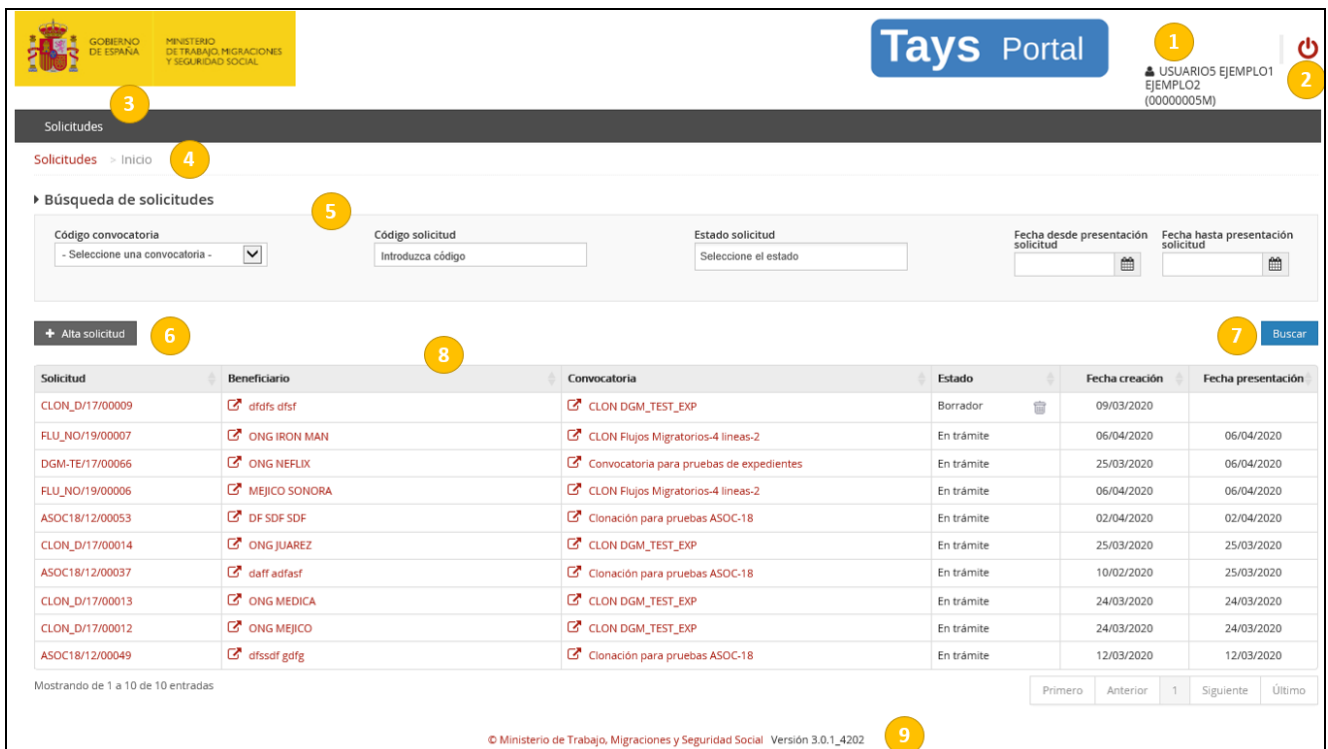 GOBIERNO
DE ESPAÑA
MINISTERIO
DE TRABAJO, MIGRACIONES
Y SEGURIDAD SOCIAL
Tays Portal
1
USUARIO5 EJEMPLO1
EJEMPLO2
(00000005M)
2
3
Solicitudes
Solicitudes > Inicio
4
Búsqueda de solicitudes
5
Código convocatoria
- Seleccione una convocatoria -
Código solicitud
Introduzca código
Estado solicitud
Seleccione el estado
Fecha desde presentación
solicitud
Fecha hasta presentación
solicitud
+ Alta solicitud
6
7
Buscar
8
Solicitud Beneficiario Convocatoria Estado Fecha creación Fecha presentación
CLON_D/17/00009 dfdfs dfsf CLON DGM_TEST_EXP Borrador 09/03/2020
FLU_NO/19/00007 ONG IRON MAN CLON Flujos Migratorios-4 lineas-2 En trámite 06/04/2020 06/04/2020
DGM-TE/17/00066 ONG NEFLIX Convocatoria para pruebas de expedientes En trámite 25/03/2020 06/04/2020
FLU_NO/19/00006 MEJICO SONORA CLON Flujos Migratorios-4 lineas-2 En trámite 06/04/2020 06/04/2020
ASOC18/12/00053 DF SDF SDF Clonación para pruebas ASOC-18 En trámite 02/04/2020 02/04/2020
CLON_D/17/00014 ONG JUAREZ CLON DGM_TEST_EXP En trámite 25/03/2020 25/03/2020
ASOC18/12/00037 daff adfasf Clonación para pruebas ASOC-18 En trámite 10/02/2020 25/03/2020
CLON_D/17/00013 ONG MEDICA CLON DGM_TEST_EXP En trámite 24/03/2020 24/03/2020
CLON_D/17/00012 ONG MEJICO CLON DGM_TEST_EXP En trámite 24/03/2020 24/03/2020
ASOC18/12/00049 dfssdf gdfg Clonación para pruebas ASOC-18 En trámite 12/03/2020 12/03/2020
Mostrando de 1 a 10 de 10 entradas
Primero Anterior 1 Siguiente Último
© Ministerio de Trabajo, Migraciones y Seguridad Social Versión 3.0.1_4202
9